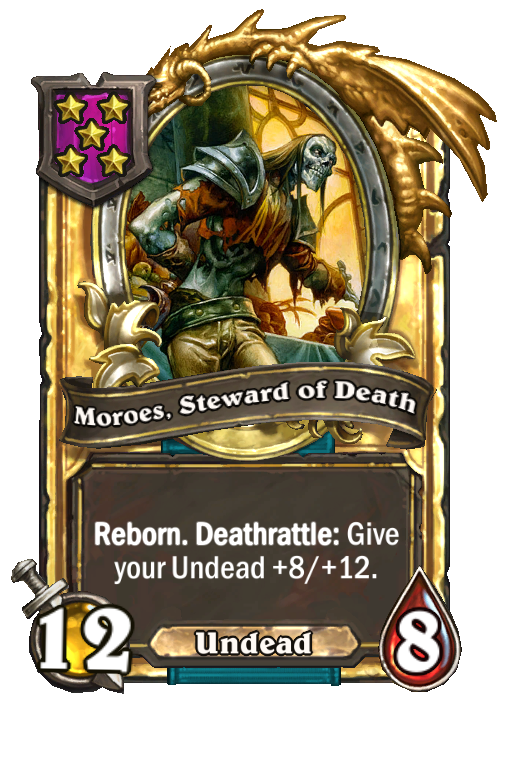 Moroes, Steward of Death
Reborn. Deathrattle: Give
your Undead +8/+12.
12
Undead
8